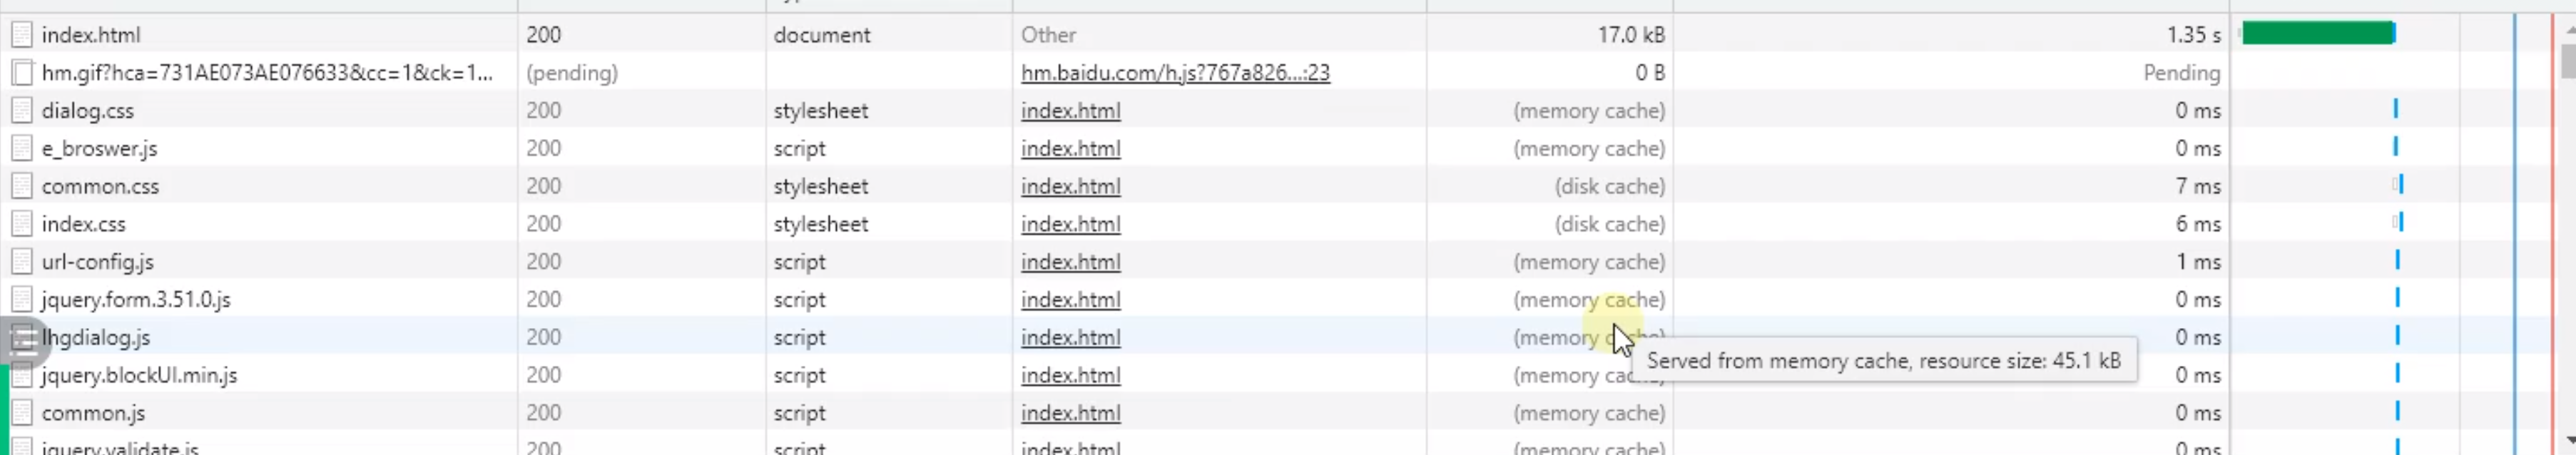 index.html 200 document Other 17.0 kB 1.35 s
hm.gif?hca=731AE073AE076633&cc=1&ck=1... (pending) hm.baidu.com/h.js?767a826...:23 0 B Pending
dialog.css 200 stylesheet index.html (memory cache) 0 ms
e_broswer.js 200 script index.html (memory cache) 0 ms
common.css 200 stylesheet index.html (disk cache) 7 ms
index.css 200 stylesheet index.html (disk cache) 6 ms
url-config.js 200 script index.html (memory cache) 1 ms
jquery.form.3.51.0.js 200 script index.html (memory cache) 0 ms
lhgdialog.js 200 script index.html (memory cache) 0 ms
Served from memory cache, resource size: 45.1 kB
jquery.blockUI.min.js 200 script index.html (memory cache) 0 ms
common.js 200 script index.html (memory cache) 0 ms
jquery.validate.js 200 script index.html (memory cache) 0 ms